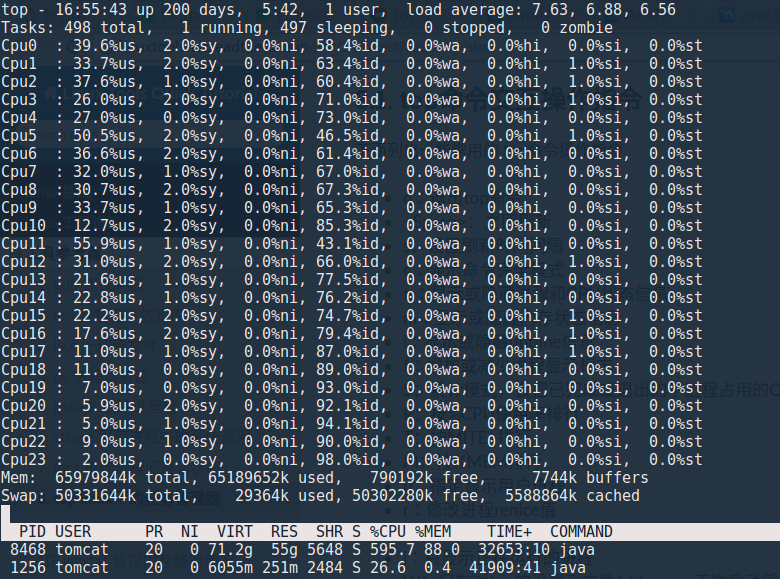 top - 16:55:43 up 200 days,  5:42,  1 user,  load average: 7.63, 6.88, 6.56
Tasks: 498 total,   1 running, 497 sleeping,   0 stopped,   0 zombie
Cpu0  : 39.6%us,  2.0%sy,  0.0%ni, 58.4%id,  0.0%wa,  0.0%hi,  0.0%si,  0.0%st
Cpu1  : 33.7%us,  2.0%sy,  0.0%ni, 63.4%id,  0.0%wa,  0.0%hi,  1.0%si,  0.0%st
Cpu2  : 37.6%us,  1.0%sy,  0.0%ni, 60.4%id,  0.0%wa,  0.0%hi,  1.0%si,  0.0%st
Cpu3  : 26.0%us,  2.0%sy,  0.0%ni, 71.0%id,  0.0%wa,  0.0%hi,  1.0%si,  0.0%st
Cpu4  : 27.0%us,  0.0%sy,  0.0%ni, 73.0%id,  0.0%wa,  0.0%hi,  0.0%si,  0.0%st
Cpu5  : 50.5%us,  2.0%sy,  0.0%ni, 46.5%id,  0.0%wa,  0.0%hi,  1.0%si,  0.0%st
Cpu6  : 36.6%us,  2.0%sy,  0.0%ni, 61.4%id,  0.0%wa,  0.0%hi,  0.0%si,  0.0%st
Cpu7  : 32.0%us,  1.0%sy,  0.0%ni, 67.0%id,  0.0%wa,  0.0%hi,  0.0%si,  0.0%st
Cpu8  : 30.7%us,  2.0%sy,  0.0%ni, 67.3%id,  0.0%wa,  0.0%hi,  0.0%si,  0.0%st
Cpu9  : 33.7%us,  1.0%sy,  0.0%ni, 65.3%id,  0.0%wa,  0.0%hi,  0.0%si,  0.0%st
Cpu10 : 12.7%us,  2.0%sy,  0.0%ni, 85.3%id,  0.0%wa,  0.0%hi,  0.0%si,  0.0%st
Cpu11 : 55.9%us,  1.0%sy,  0.0%ni, 43.1%id,  0.0%wa,  0.0%hi,  0.0%si,  0.0%st
Cpu12 : 31.0%us,  2.0%sy,  0.0%ni, 66.0%id,  0.0%wa,  0.0%hi,  1.0%si,  0.0%st
Cpu13 : 21.6%us,  1.0%sy,  0.0%ni, 77.5%id,  0.0%wa,  0.0%hi,  0.0%si,  0.0%st
Cpu14 : 22.8%us,  1.0%sy,  0.0%ni, 76.2%id,  0.0%wa,  0.0%hi,  0.0%si,  0.0%st
Cpu15 : 22.2%us,  2.0%sy,  0.0%ni, 74.7%id,  0.0%wa,  0.0%hi,  1.0%si,  0.0%st
Cpu16 : 17.6%us,  2.0%sy,  0.0%ni, 79.4%id,  0.0%wa,  0.0%hi,  1.0%si,  0.0%st
Cpu17 : 11.0%us,  1.0%sy,  0.0%ni, 87.0%id,  0.0%wa,  0.0%hi,  1.0%si,  0.0%st
Cpu18 : 11.0%us,  0.0%sy,  0.0%ni, 89.0%id,  0.0%wa,  0.0%hi,  0.0%si,  0.0%st
Cpu19 :  7.0%us,  0.0%sy,  0.0%ni, 93.0%id,  0.0%wa,  0.0%hi,  0.0%si,  0.0%st
Cpu20 :  5.9%us,  2.0%sy,  0.0%ni, 92.1%id,  0.0%wa,  0.0%hi,  0.0%si,  0.0%st
Cpu21 :  5.0%us,  1.0%sy,  0.0%ni, 94.1%id,  0.0%wa,  0.0%hi,  0.0%si,  0.0%st
Cpu22 :  9.0%us,  1.0%sy,  0.0%ni, 90.0%id,  0.0%wa,  0.0%hi,  0.0%si,  0.0%st
Cpu23 :  2.0%us,  0.0%sy,  0.0%ni, 98.0%id,  0.0%wa,  0.0%hi,  0.0%si,  0.0%st
Mem:  65979844k total, 65189652k used,   790192k free,     7744k buffers
Swap: 50331644k total,    29364k used, 50302280k free,  5588864k cached
PID USER      PR  NI  VIRT  RES  SHR S %CPU %MEM    TIME+  COMMAND
8468 tomcat    20   0 71.2g  55g 5648 S 595.7 88.0  32653:10 java
1256 tomcat    20   0 6055m 251m 2484 S 26.6  0.4  41909:41 java